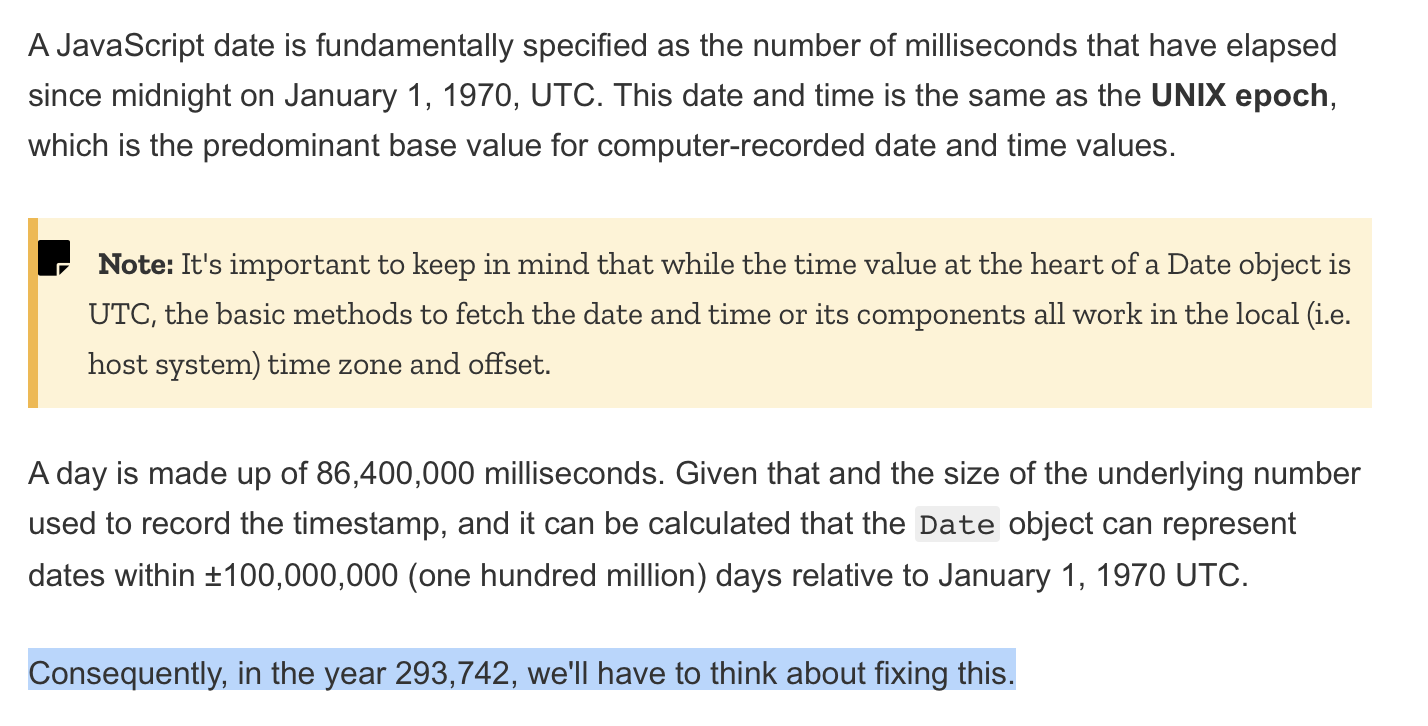 A JavaScript date is fundamentally specified as the number of milliseconds that have elapsed
since midnight on January 1, 1970, UTC. This date and time is the same as the UNIX epoch,
which is the predominant base value for computer-recorded date and time values.
Note: It's important to keep in mind that while the time value at the heart of a Date object is
UTC, the basic methods to fetch the date and time or its components all work in the local (i.e.
host system) time zone and offset.
A day is made up of 86,400,000 milliseconds. Given that and the size of the underlying number
used to record the timestamp, and it can be calculated that the Date object can represent
dates within ±100,000,000 (one hundred million) days relative to January 1, 1970 UTC.
Consequently, in the year 293,742, we'll have to think about fixing this.